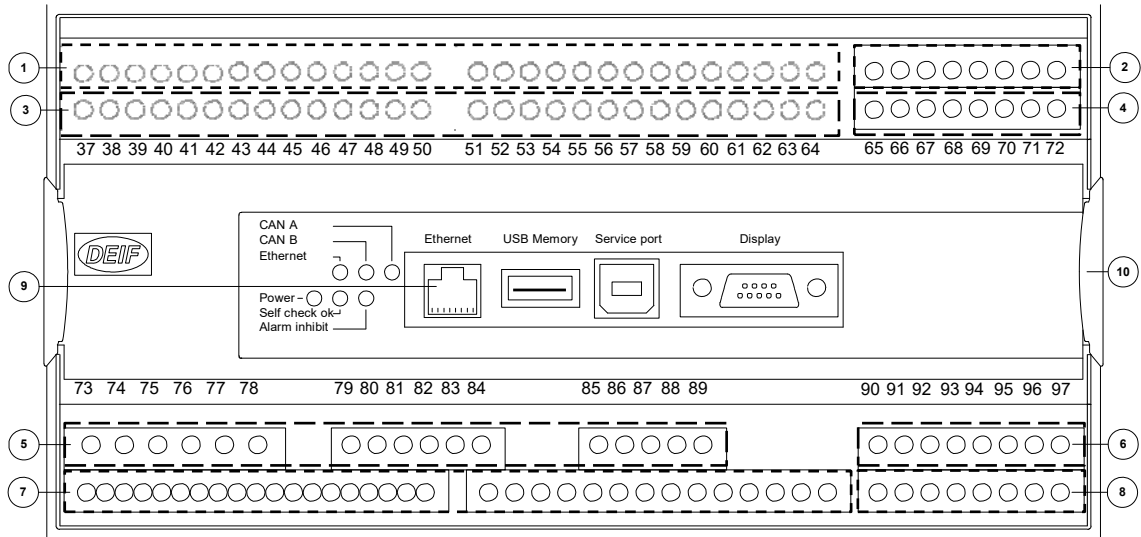 1
2
3
4
37 38 39 40 41 42 43 44 45 46 47 48 49 50 51 52 53 54 55 56 57 58 59 60 61 62 63 64 65 66 67 68 69 70 71 72
CAN A
CAN B
Ethernet
Ethernet USB Memory Service port Display
DEIF
9
10
Power
Self check ok
Alarm inhibit
73 74 75 76 77 78 79 80 81 82 83 84 85 86 87 88 89 90 91 92 93 94 95 96 97
5
6
7
8